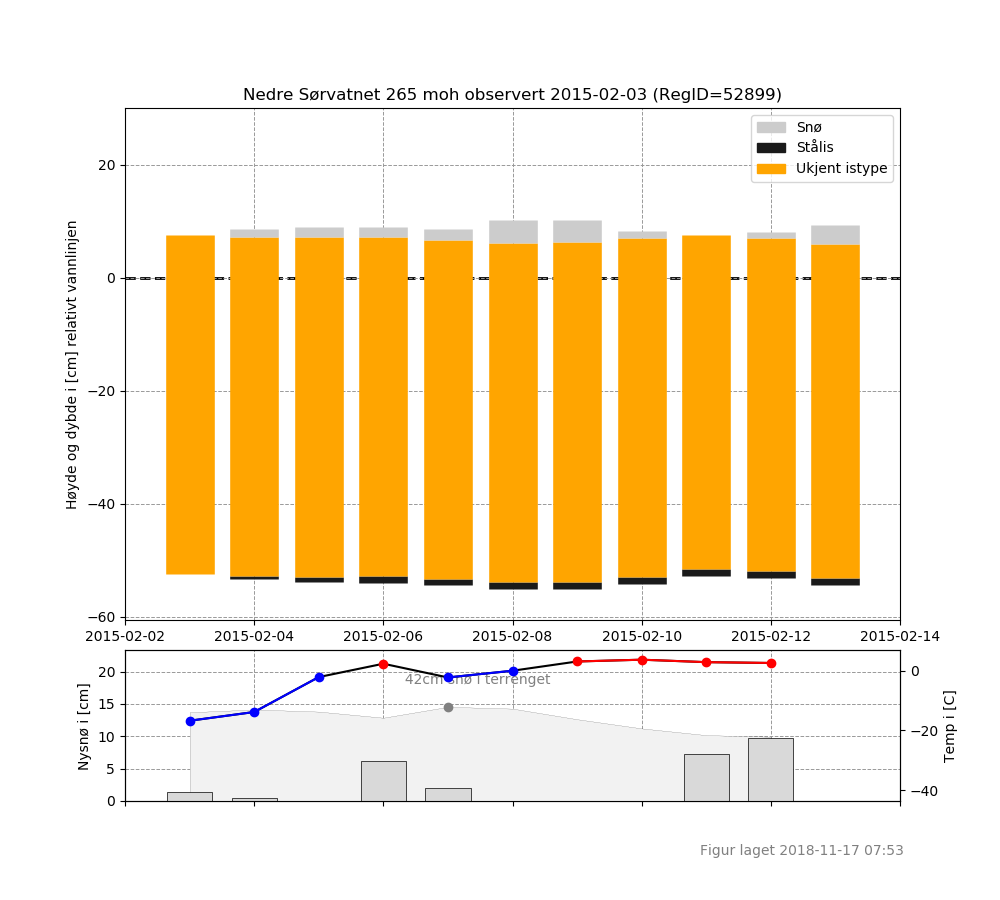 Nedre Sørvatnet 265 moh observert 2015-02-03 (RegID=52899)
Snø
Stålis
Ukjent istype
Høyde og dybde i [cm] relativt vannlinjen
20
0
−20
−40
−60
2015-02-02
2015-02-04
2015-02-06
2015-02-07
2015-02-08
2015-02-10
2015-02-12
2015-02-14
Nysnø i [cm]
20
15
10
5
0
42cm snø i terrenget
0
−20
−40
Temp i [C]
Figur laget 2018-11-17 07:53